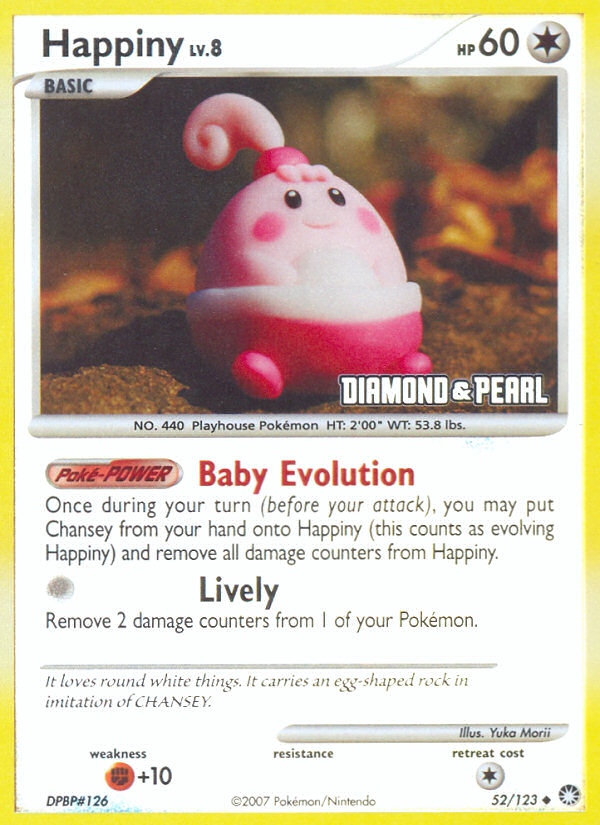 Happiny LV.8 HP 60
BASIC
DIAMOND & PEARL
NO. 440 Playhouse Pokémon HT: 2'00" WT: 53.8 lbs.
Poké-POWER Baby Evolution
Once during your turn (before your attack), you may put
Chansey from your hand onto Happiny (this counts as evolving
Happiny) and remove all damage counters from Happiny.
Lively
Remove 2 damage counters from 1 of your Pokémon.
It loves round white things. It carries an egg-shaped rock in
imitation of CHANSEY.
Illus. Yuka Morii
weakness resistance retreat cost
+10
DPBP#126 ©2007 Pokémon/Nintendo 52/123